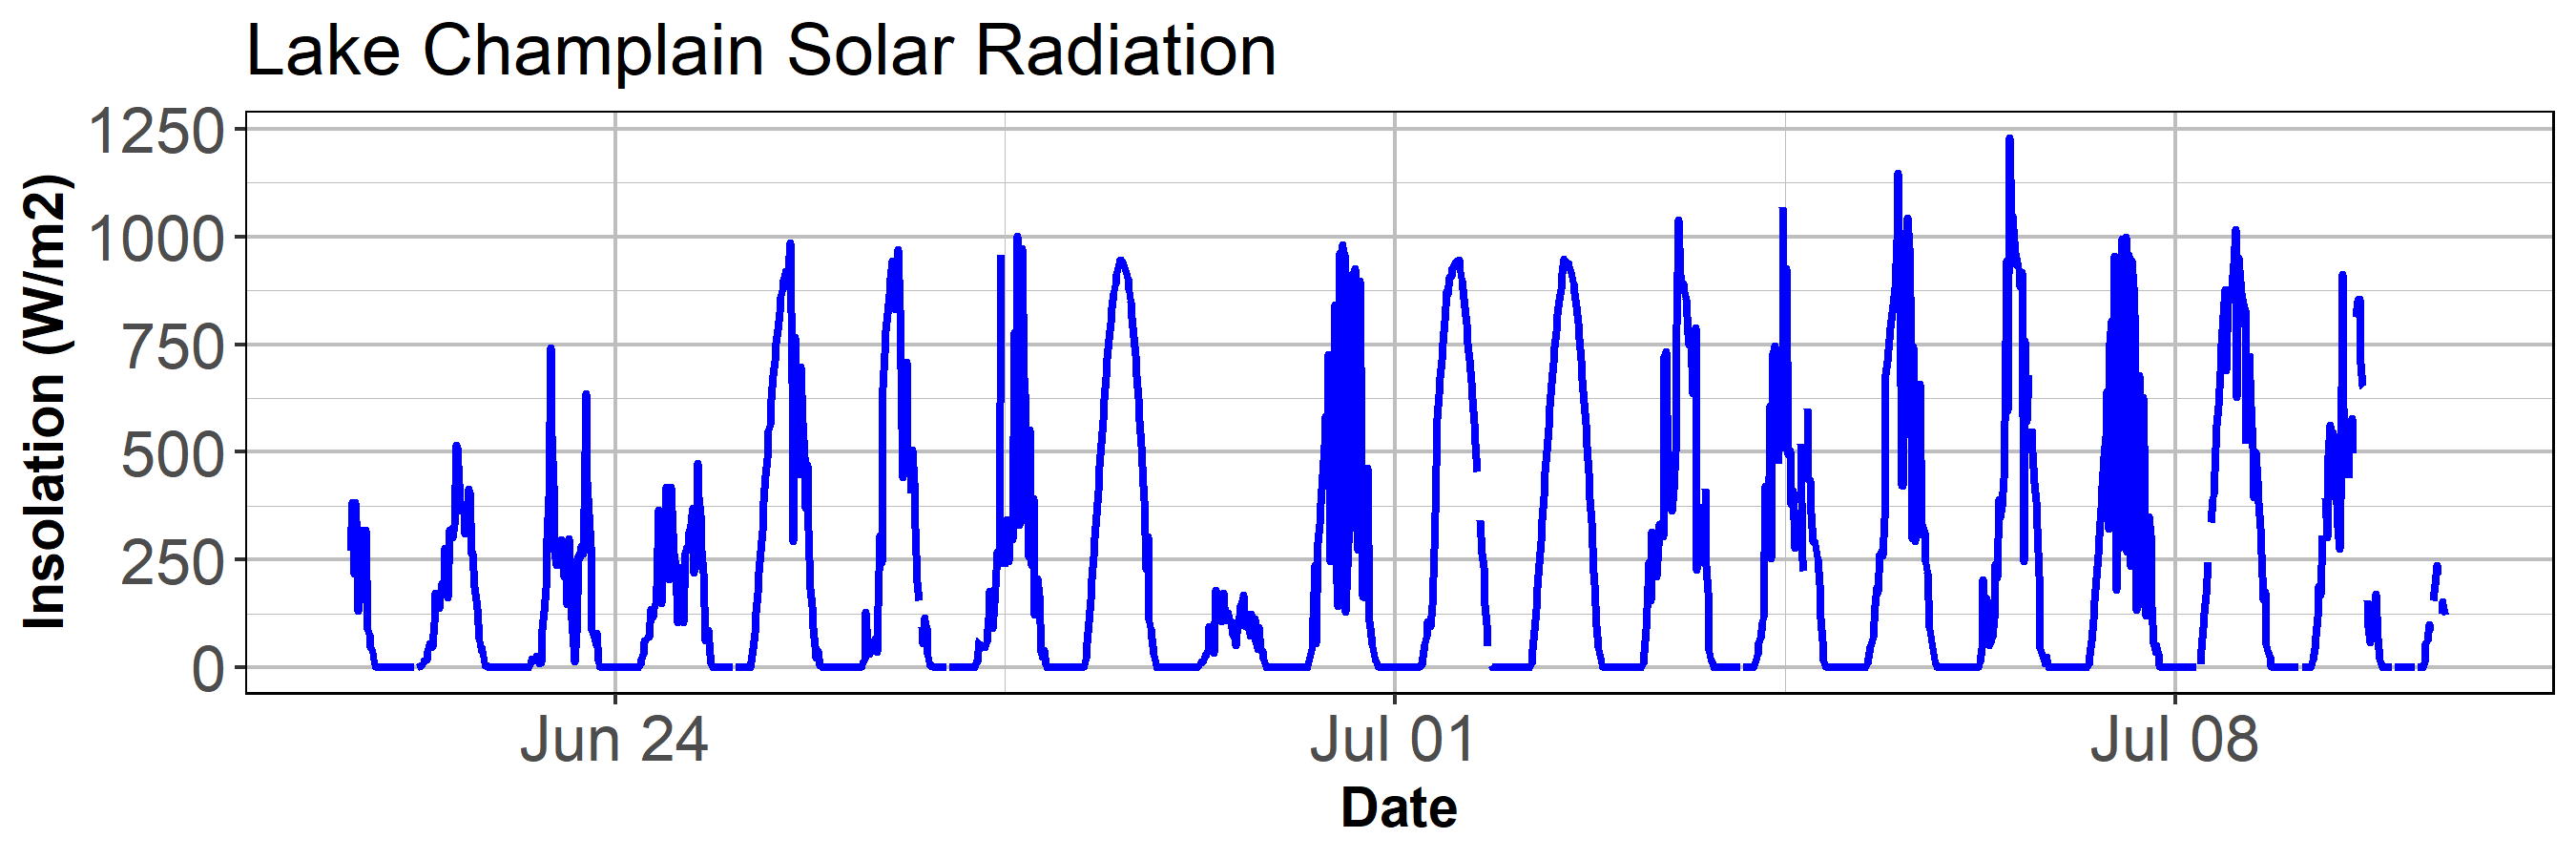 Lake Champlain Solar Radiation
Insolation (W/m2)
1250
1000
750
500
250
0
Jun 24
Jul 01
Jul 08
Date